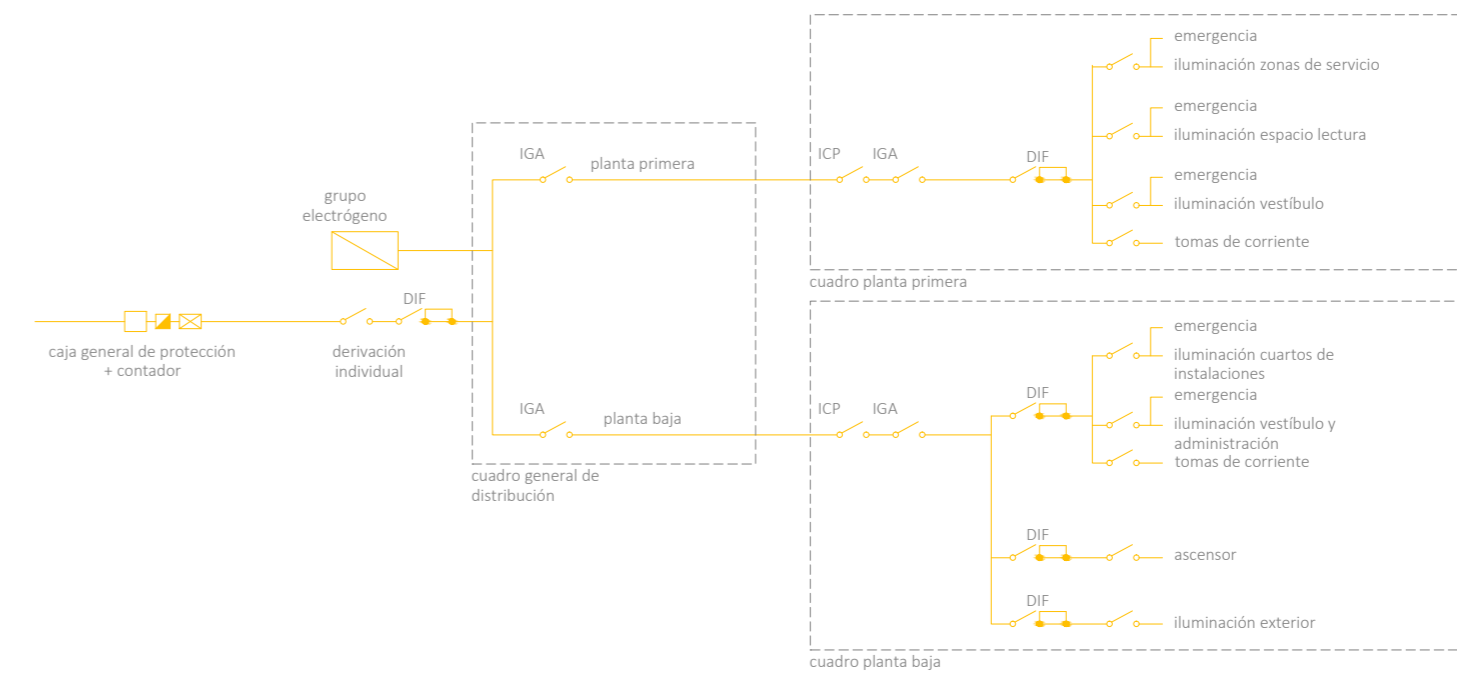 caja general de protección
+ contador
grupo
electrógeno
DIF
derivación
individual
IGA
planta primera
IGA
planta baja
cuadro general de
distribución
ICP
IGA
DIF
emergencia
iluminación zonas de servicio
emergencia
iluminación espacio lectura
emergencia
iluminación vestíbulo
tomas de corriente
cuadro planta primera
ICP
IGA
DIF
emergencia
iluminación cuartos de
instalaciones
emergencia
iluminación vestíbulo y
administración
tomas de corriente
DIF
ascensor
DIF
iluminación exterior
cuadro planta baja